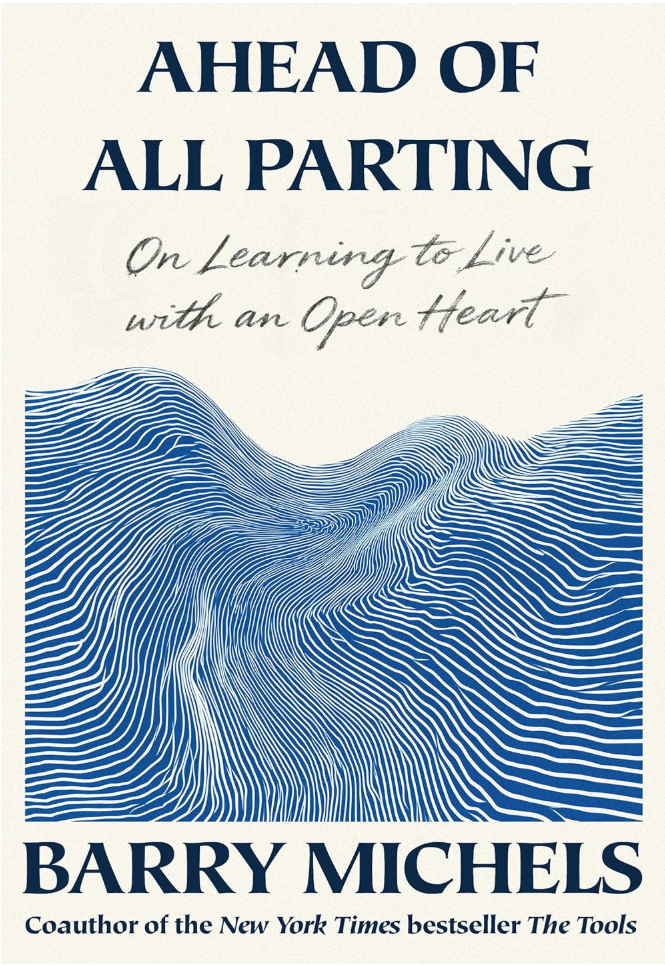 AHEAD OF
ALL PARTING
On Learning to Live
with an Open Heart
BARRY MICHELS
Coauthor of the New York Times bestseller The Tools